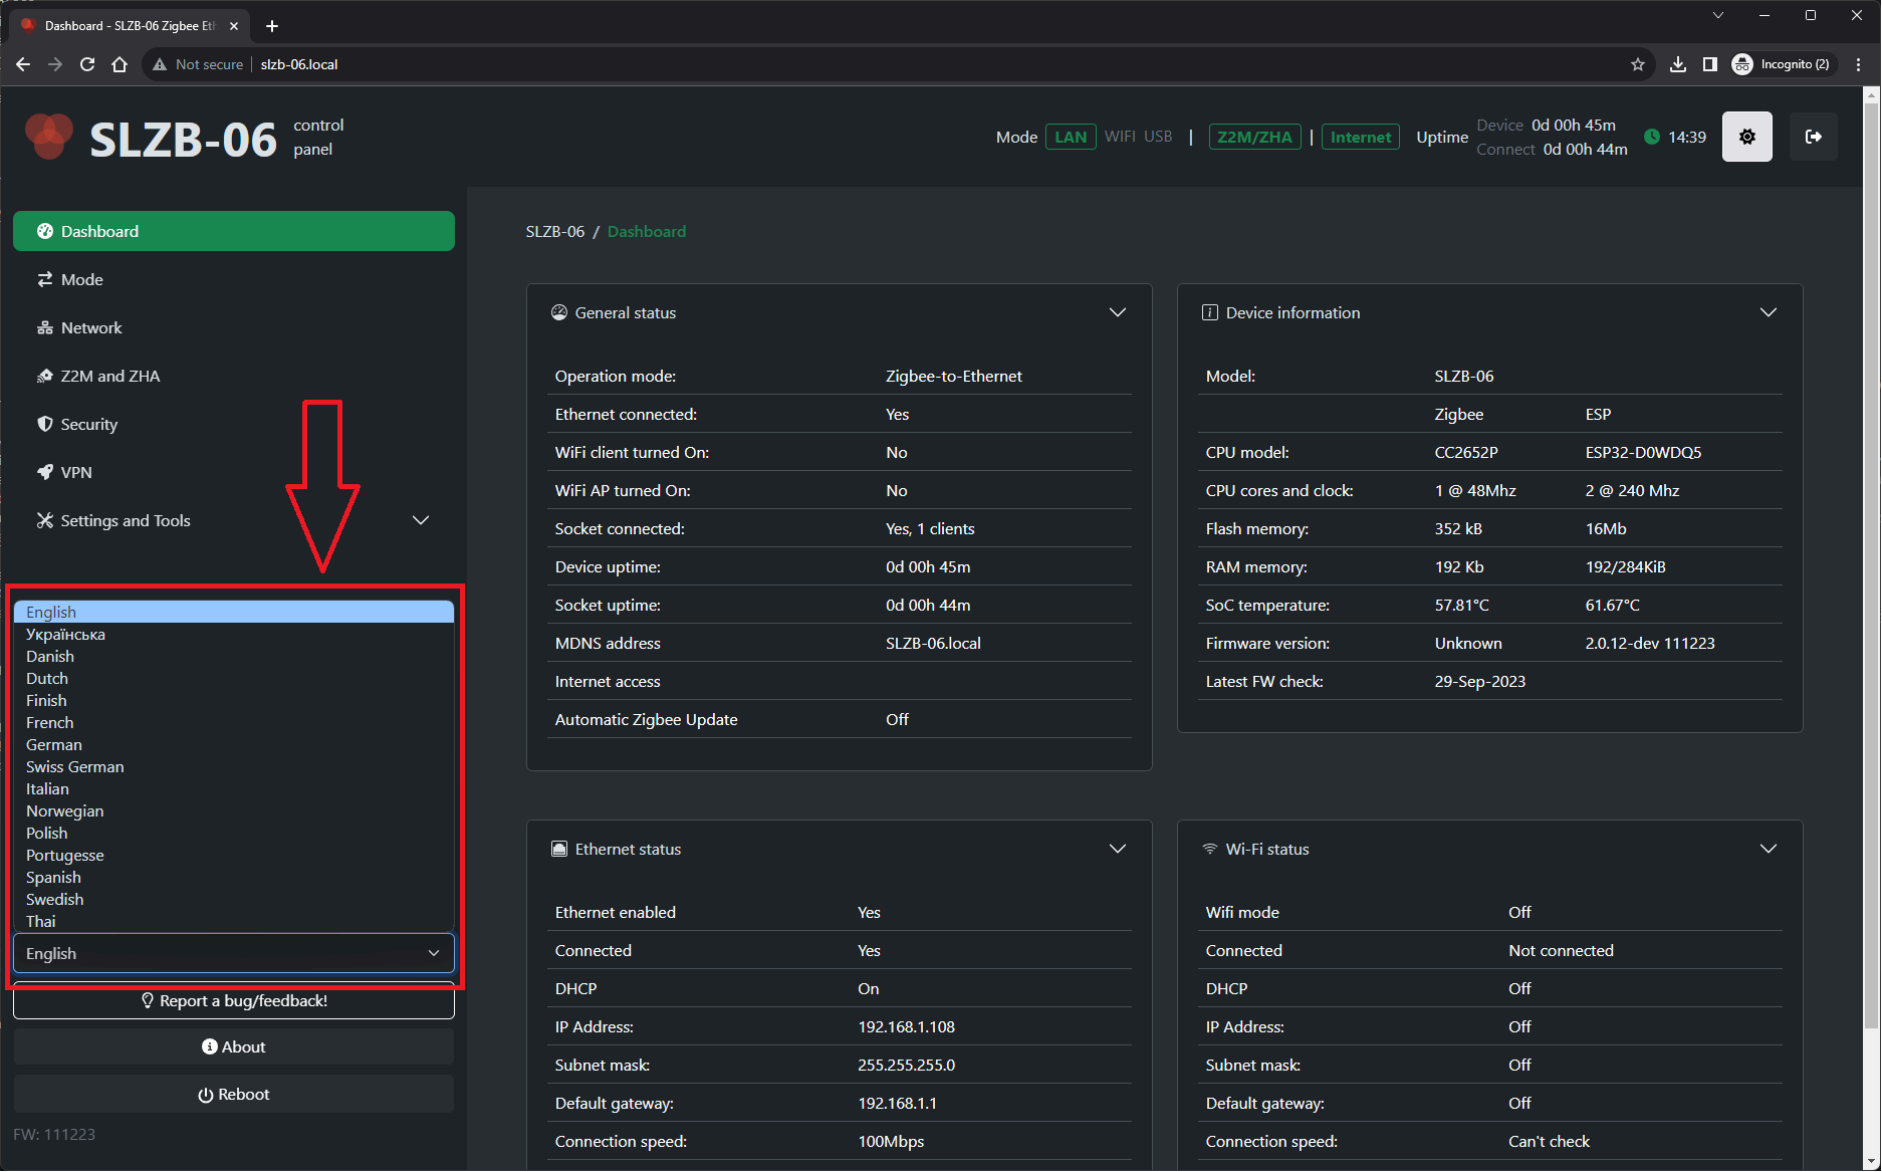 Dashboard - SLZB-06 Zigbee Eth
Not secure
slzb-06.local
Incognito (2)
SLZB-06
control
panel
Mode LAN WIFI USB | Z2M/ZHA | Internet
Uptime
Device 0d 00h 45m
Connect 0d 00h 44m
14:39
Dashboard
Mode
Network
Z2M and ZHA
Security
VPN
Settings and Tools
English
Українська
Danish
Dutch
Finish
French
German
Swiss German
Italian
Norwegian
Polish
Portugesse
Spanish
Swedish
Thai
English
Report a bug/feedback!
About
Reboot
FW: 111223
SLZB-06 / Dashboard
General status
Operation mode: Zigbee-to-Ethernet
Ethernet connected: Yes
WiFi client turned On: No
WiFi AP turned On: No
Socket connected: Yes, 1 clients
Device uptime: 0d 00h 45m
Socket uptime: 0d 00h 44m
MDNS address SLZB-06.local
Internet access
Automatic Zigbee Update Off
Device information
Model: SLZB-06
Zigbee ESP
CPU model: CC2652P ESP32-D0WDQ5
CPU cores and clock: 1 @ 48Mhz 2 @ 240 Mhz
Flash memory: 352 kB 16Mb
RAM memory: 192 Kb 192/284KiB
SoC temperature: 57.81°C 61.67°C
Firmware version: Unknown 2.0.12-dev 111223
Latest FW check: 29-Sep-2023
Ethernet status
Ethernet enabled Yes
Connected Yes
DHCP On
IP Address: 192.168.1.108
Subnet mask: 255.255.255.0
Default gateway: 192.168.1.1
Connection speed: 100Mbps
Wi-Fi status
Wifi mode Off
Connected Not connected
DHCP Off
IP Address: Off
Subnet mask: Off
Default gateway: Off
Connection speed: Can't check